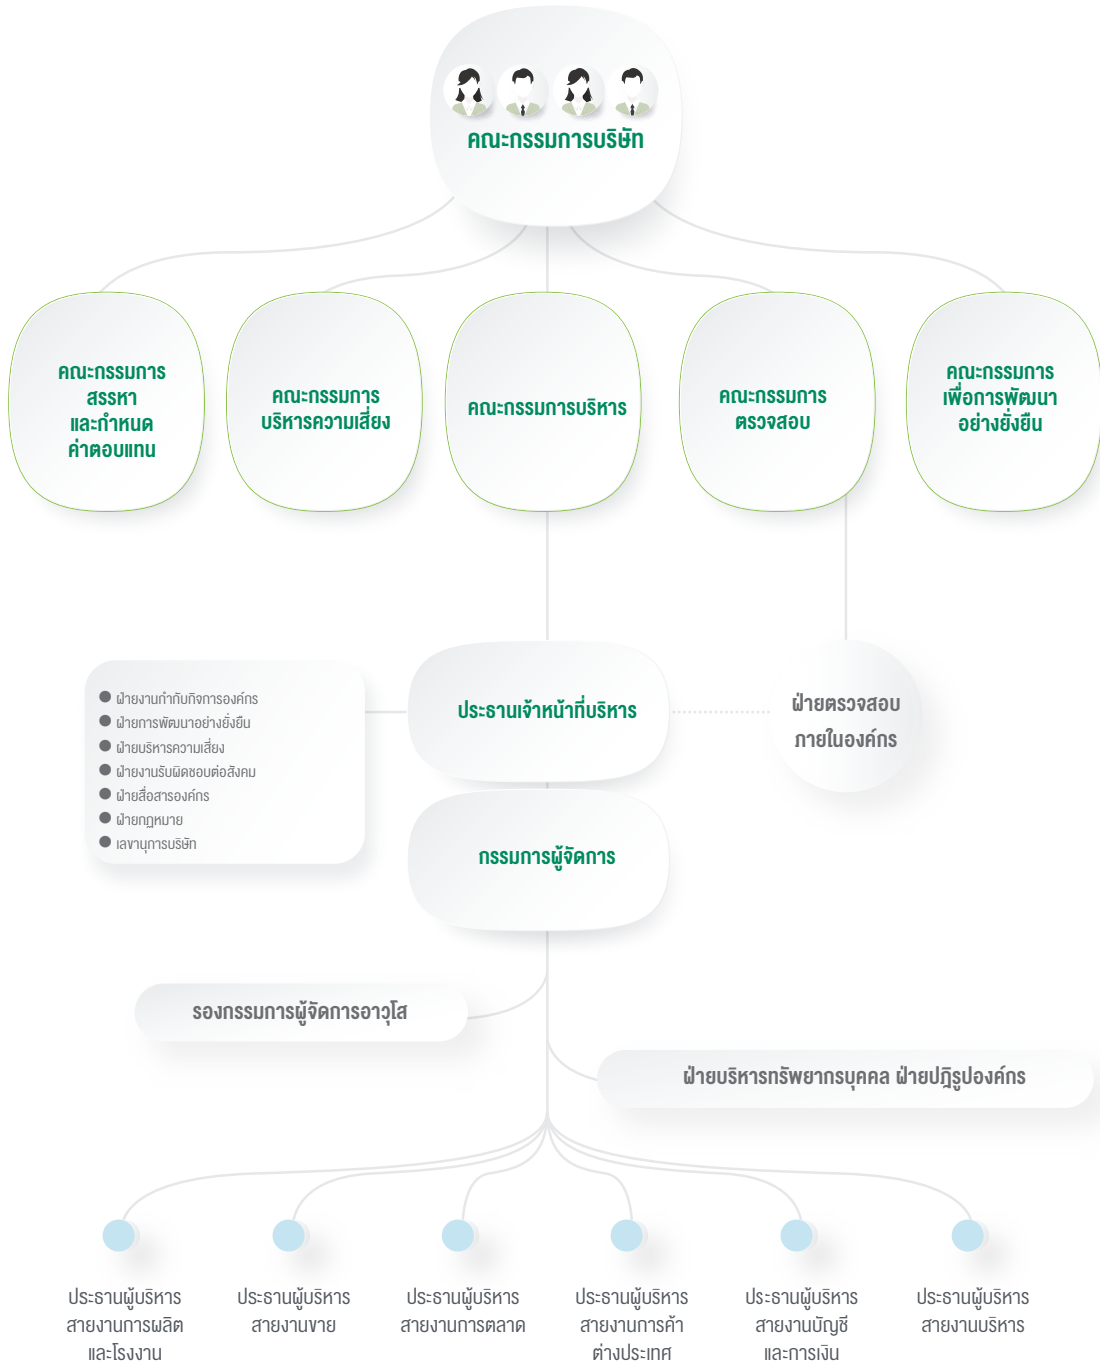 คณะกรรมการบริษัท
คณะกรรมการ
สรรหา
และกำหนด
ค่าตอบแทน
คณะกรรมการ
บริหารความเสี่ยง
คณะกรรมการบริหาร
คณะกรรมการ
ตรวจสอบ
คณะกรรมการ
เพื่อการพัฒนา
อย่างยั่งยืน
ฝ่ายงานกำกับกิจการองค์กร
ฝ่ายการพัฒนาอย่างยั่งยืน
ฝ่ายบริหารความเสี่ยง
ฝ่ายงานรับผิดชอบต่อสังคม
ฝ่ายสื่อสารองค์กร
ฝ่ายกฎหมาย
เลขานุการบริษัท
ประธานเจ้าหน้าที่บริหาร
ฝ่ายตรวจสอบ
ภายในองค์กร
กรรมการผู้จัดการ
รองกรรมการผู้จัดการอาวุโส
ฝ่ายบริหารทรัพยากรบุคคล ฝ่ายปฎิรูปองค์กร
ประธานผู้บริหาร
สายงานการผลิต
และโรงงาน
ประธานผู้บริหาร
สายงานขาย
ประธานผู้บริหาร
สายงานการตลาด
ประธานผู้บริหาร
สายงานการค้า
ต่างประเทศ
ประธานผู้บริหาร
สายงานบัญชี
และการเงิน
ประธานผู้บริหาร
สายงานบริหาร